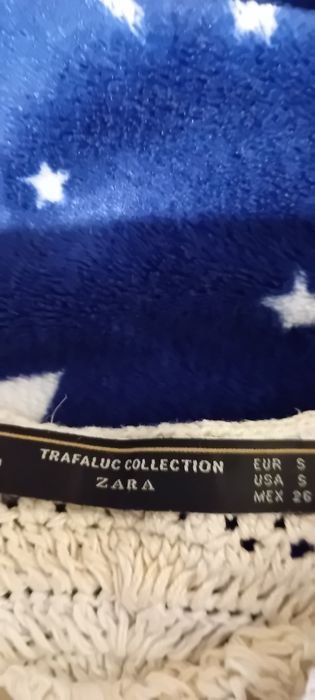 TRAFALUC COLLECTION
ZARA
EUR S
USA S
MEX 26